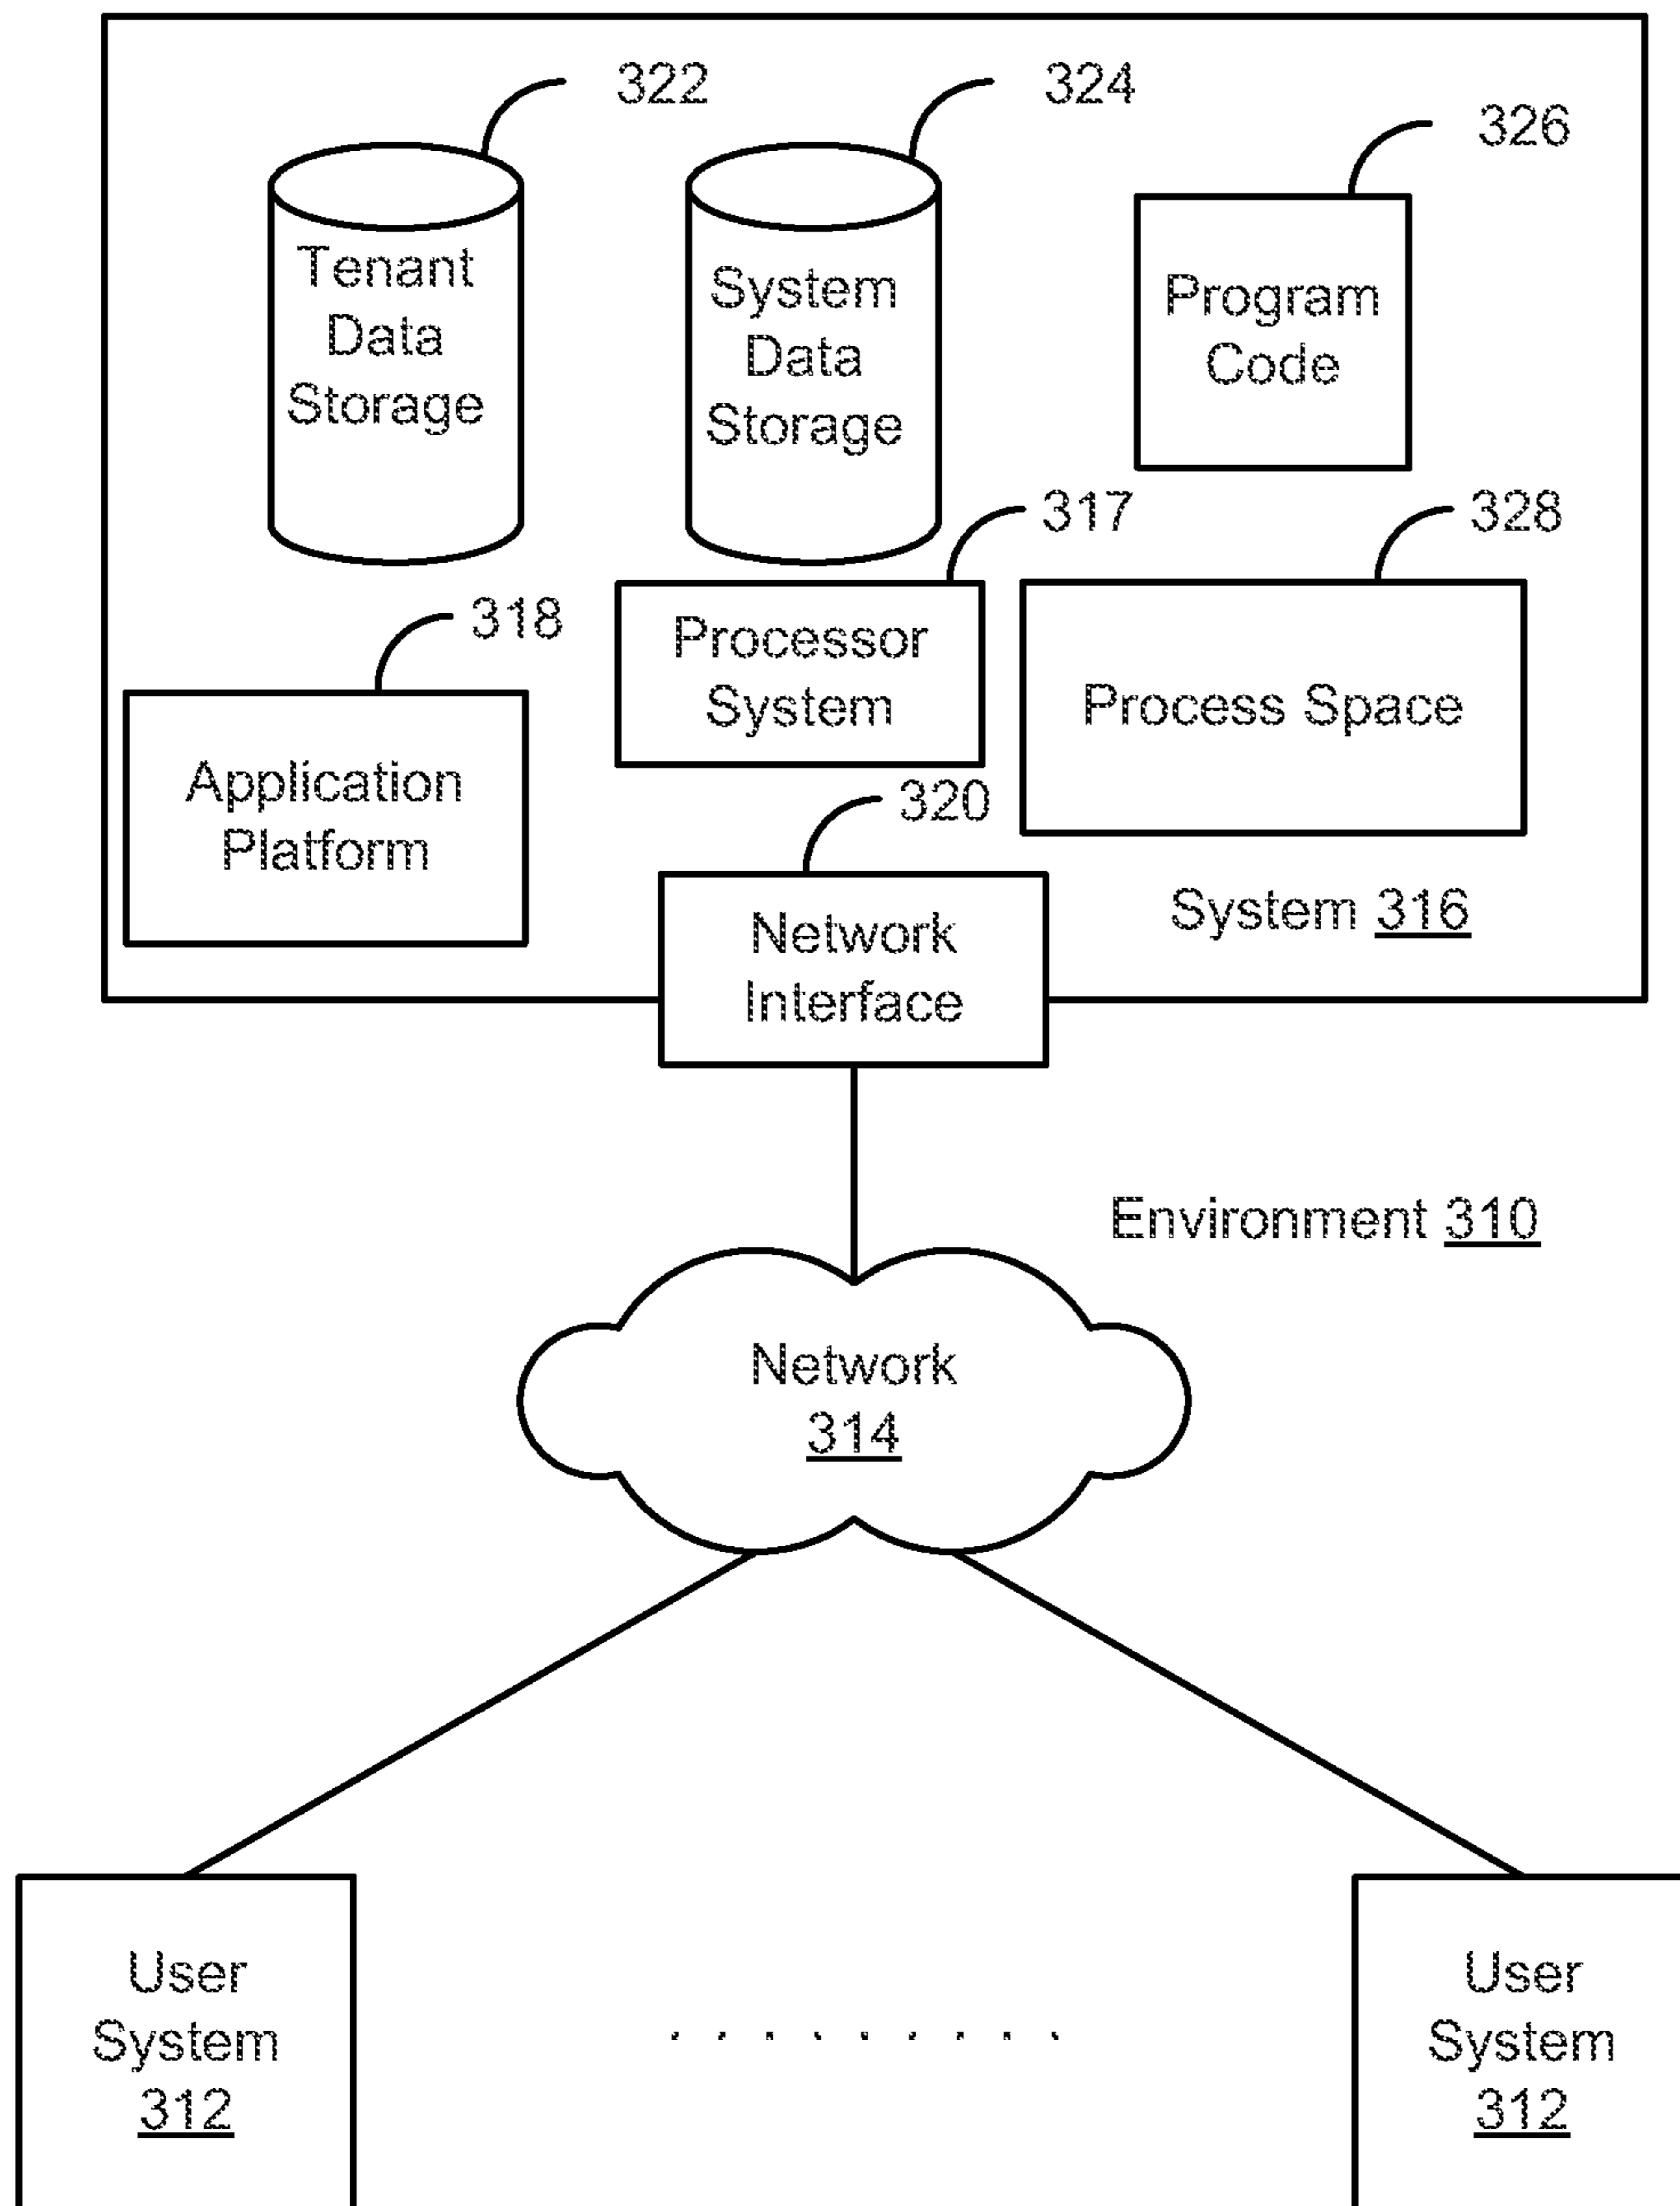 322
324
326
Tenant
Data
Storage
System
Data
Storage
Program
Code
317
328
318
Processor
System
Process Space
Application
Platform
320
Network
Interface
System 316
Environment 310
Network
314
User
System
312
User
System
312